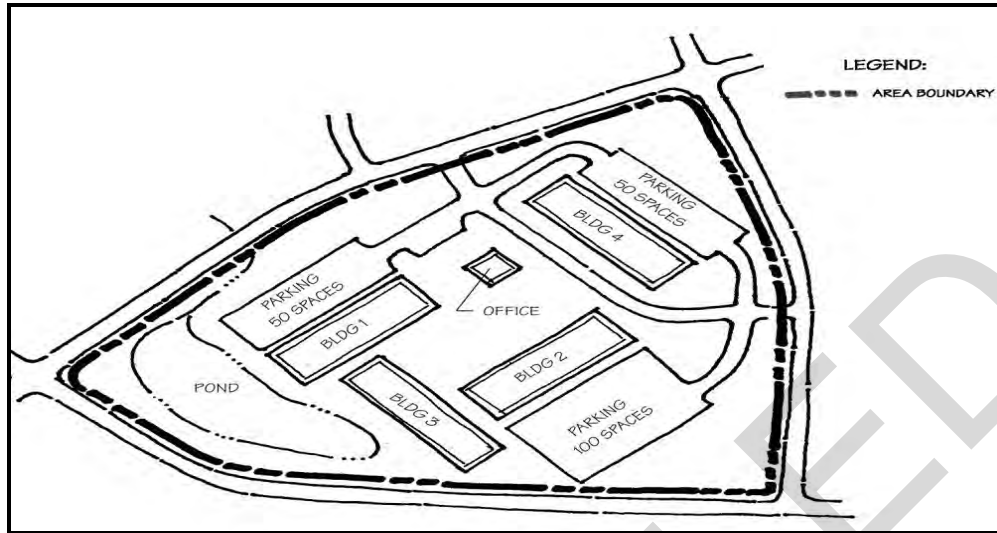 LEGEND:
AREA BOUNDARY
PARKING
50 SPACES
BLDG 4
PARKING
50 SPACES
BLDG 1
OFFICE
BLDG 2
POND
BLDG 3
PARKING
100 SPACES